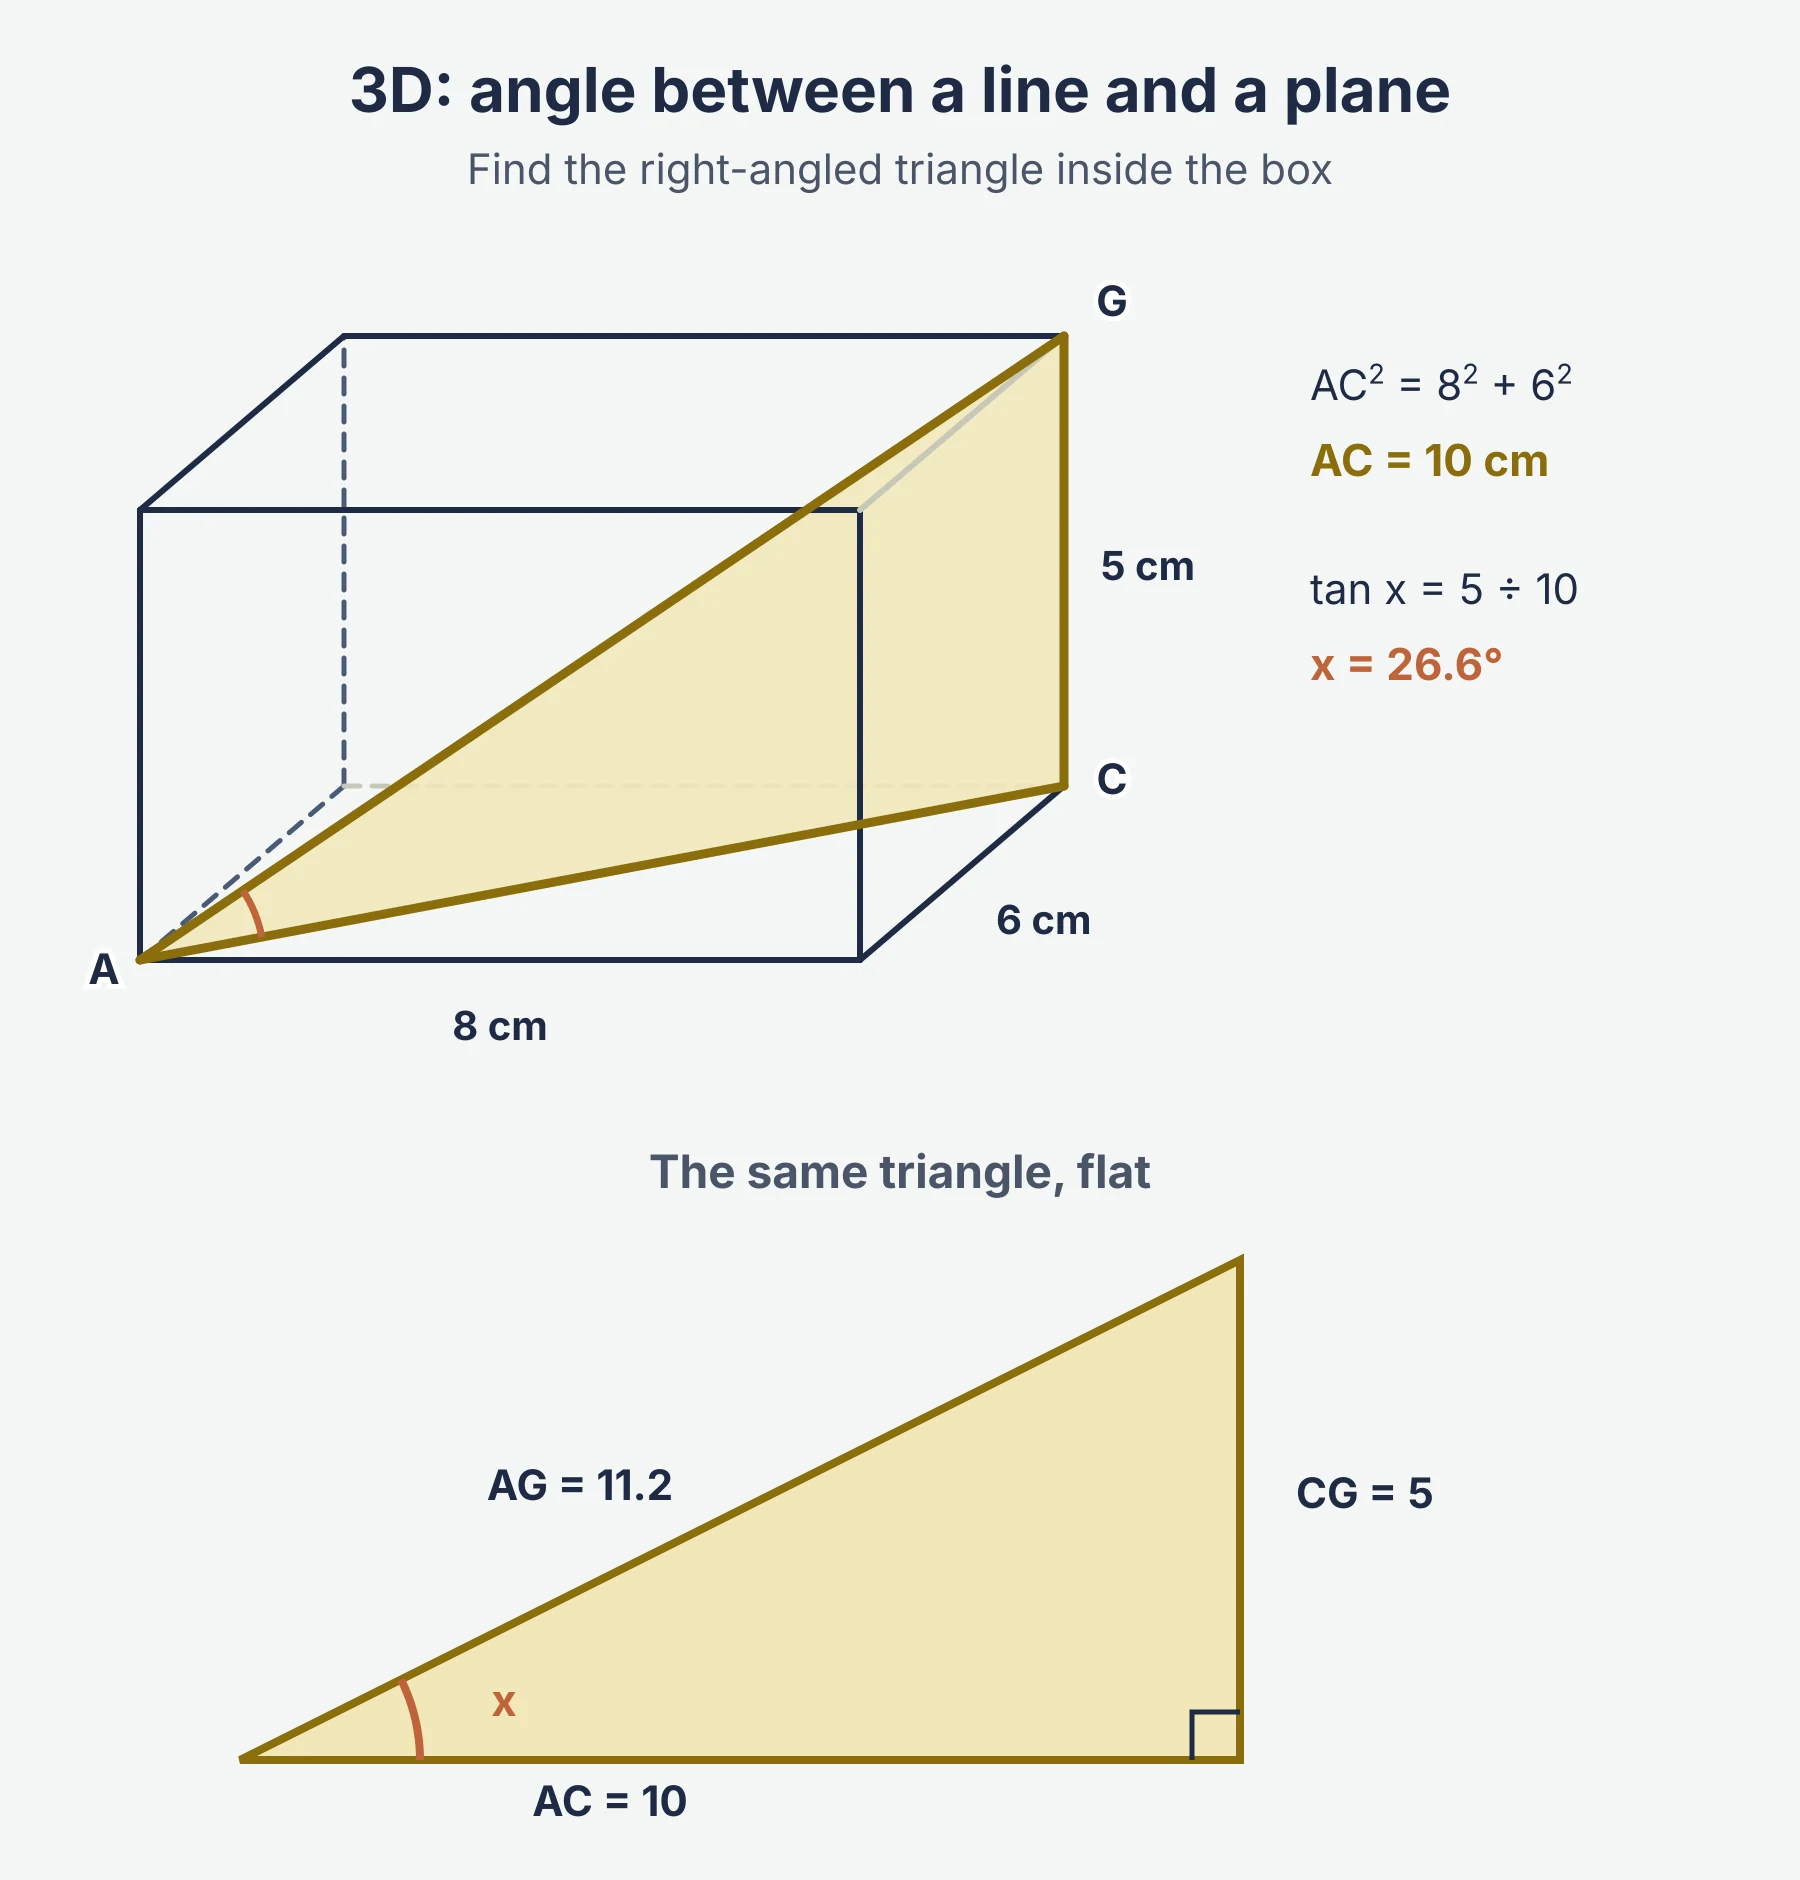 3D: angle between a line and a plane
Find the right-angled triangle inside the box
G
AC² = 8² + 6²
AC = 10 cm
5 cm
tan x = 5 ÷ 10
x = 26.6°
C
6 cm
A
8 cm
The same triangle, flat
AG = 11.2
CG = 5
x
AC = 10